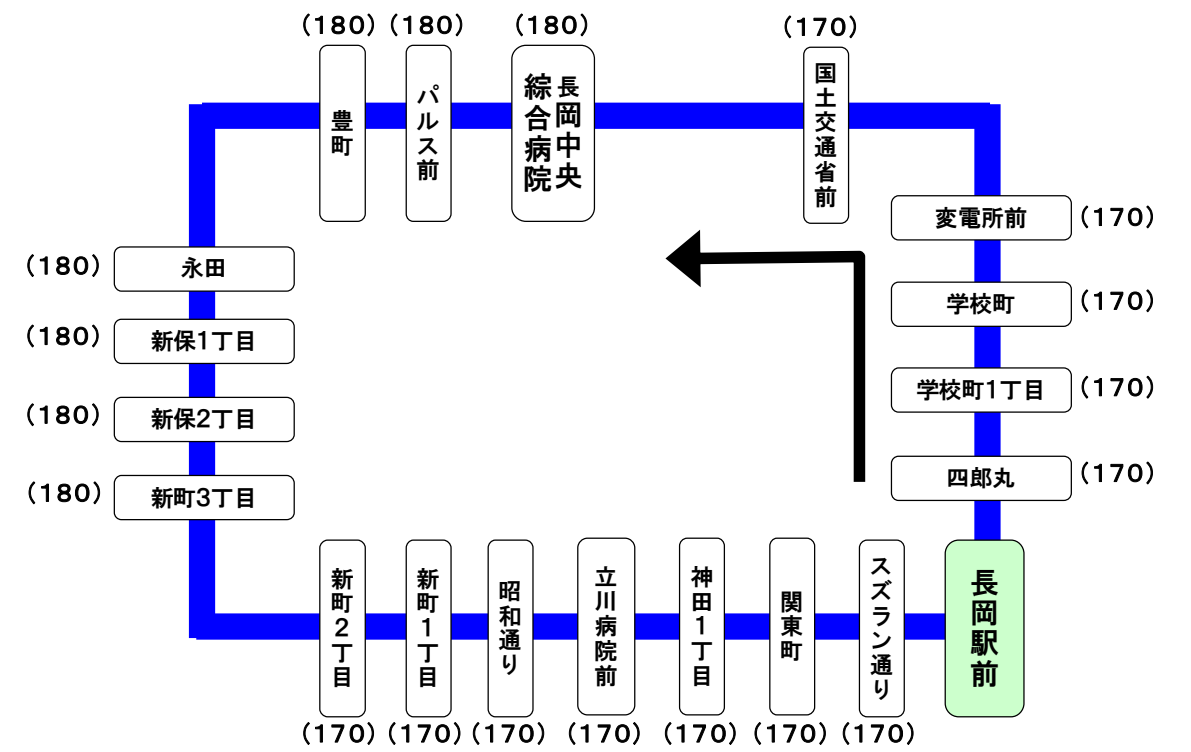 （180）
豊町
（180）
パルス前
（180）
長岡中央
綜合病院
（170）
国土交通省前
変電所前
（170）
学校町
（170）
学校町1丁目
（170）
四郎丸
（170）
（180）
永田
（180）
新保1丁目
（180）
新保2丁目
（180）
新町3丁目
新町2丁目
（170）
新町1丁目
（170）
昭和通り
（170）
立川病院前
（170）
神田1丁目
（170）
関東町
（170）
スズラン通り
（170）
長岡駅前